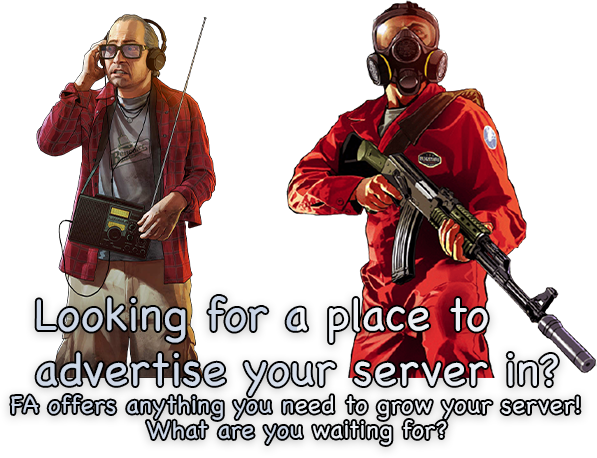 Looking for a place to
advertise your server in?
FA offers anything you need to grow your server!
What are you waiting for?